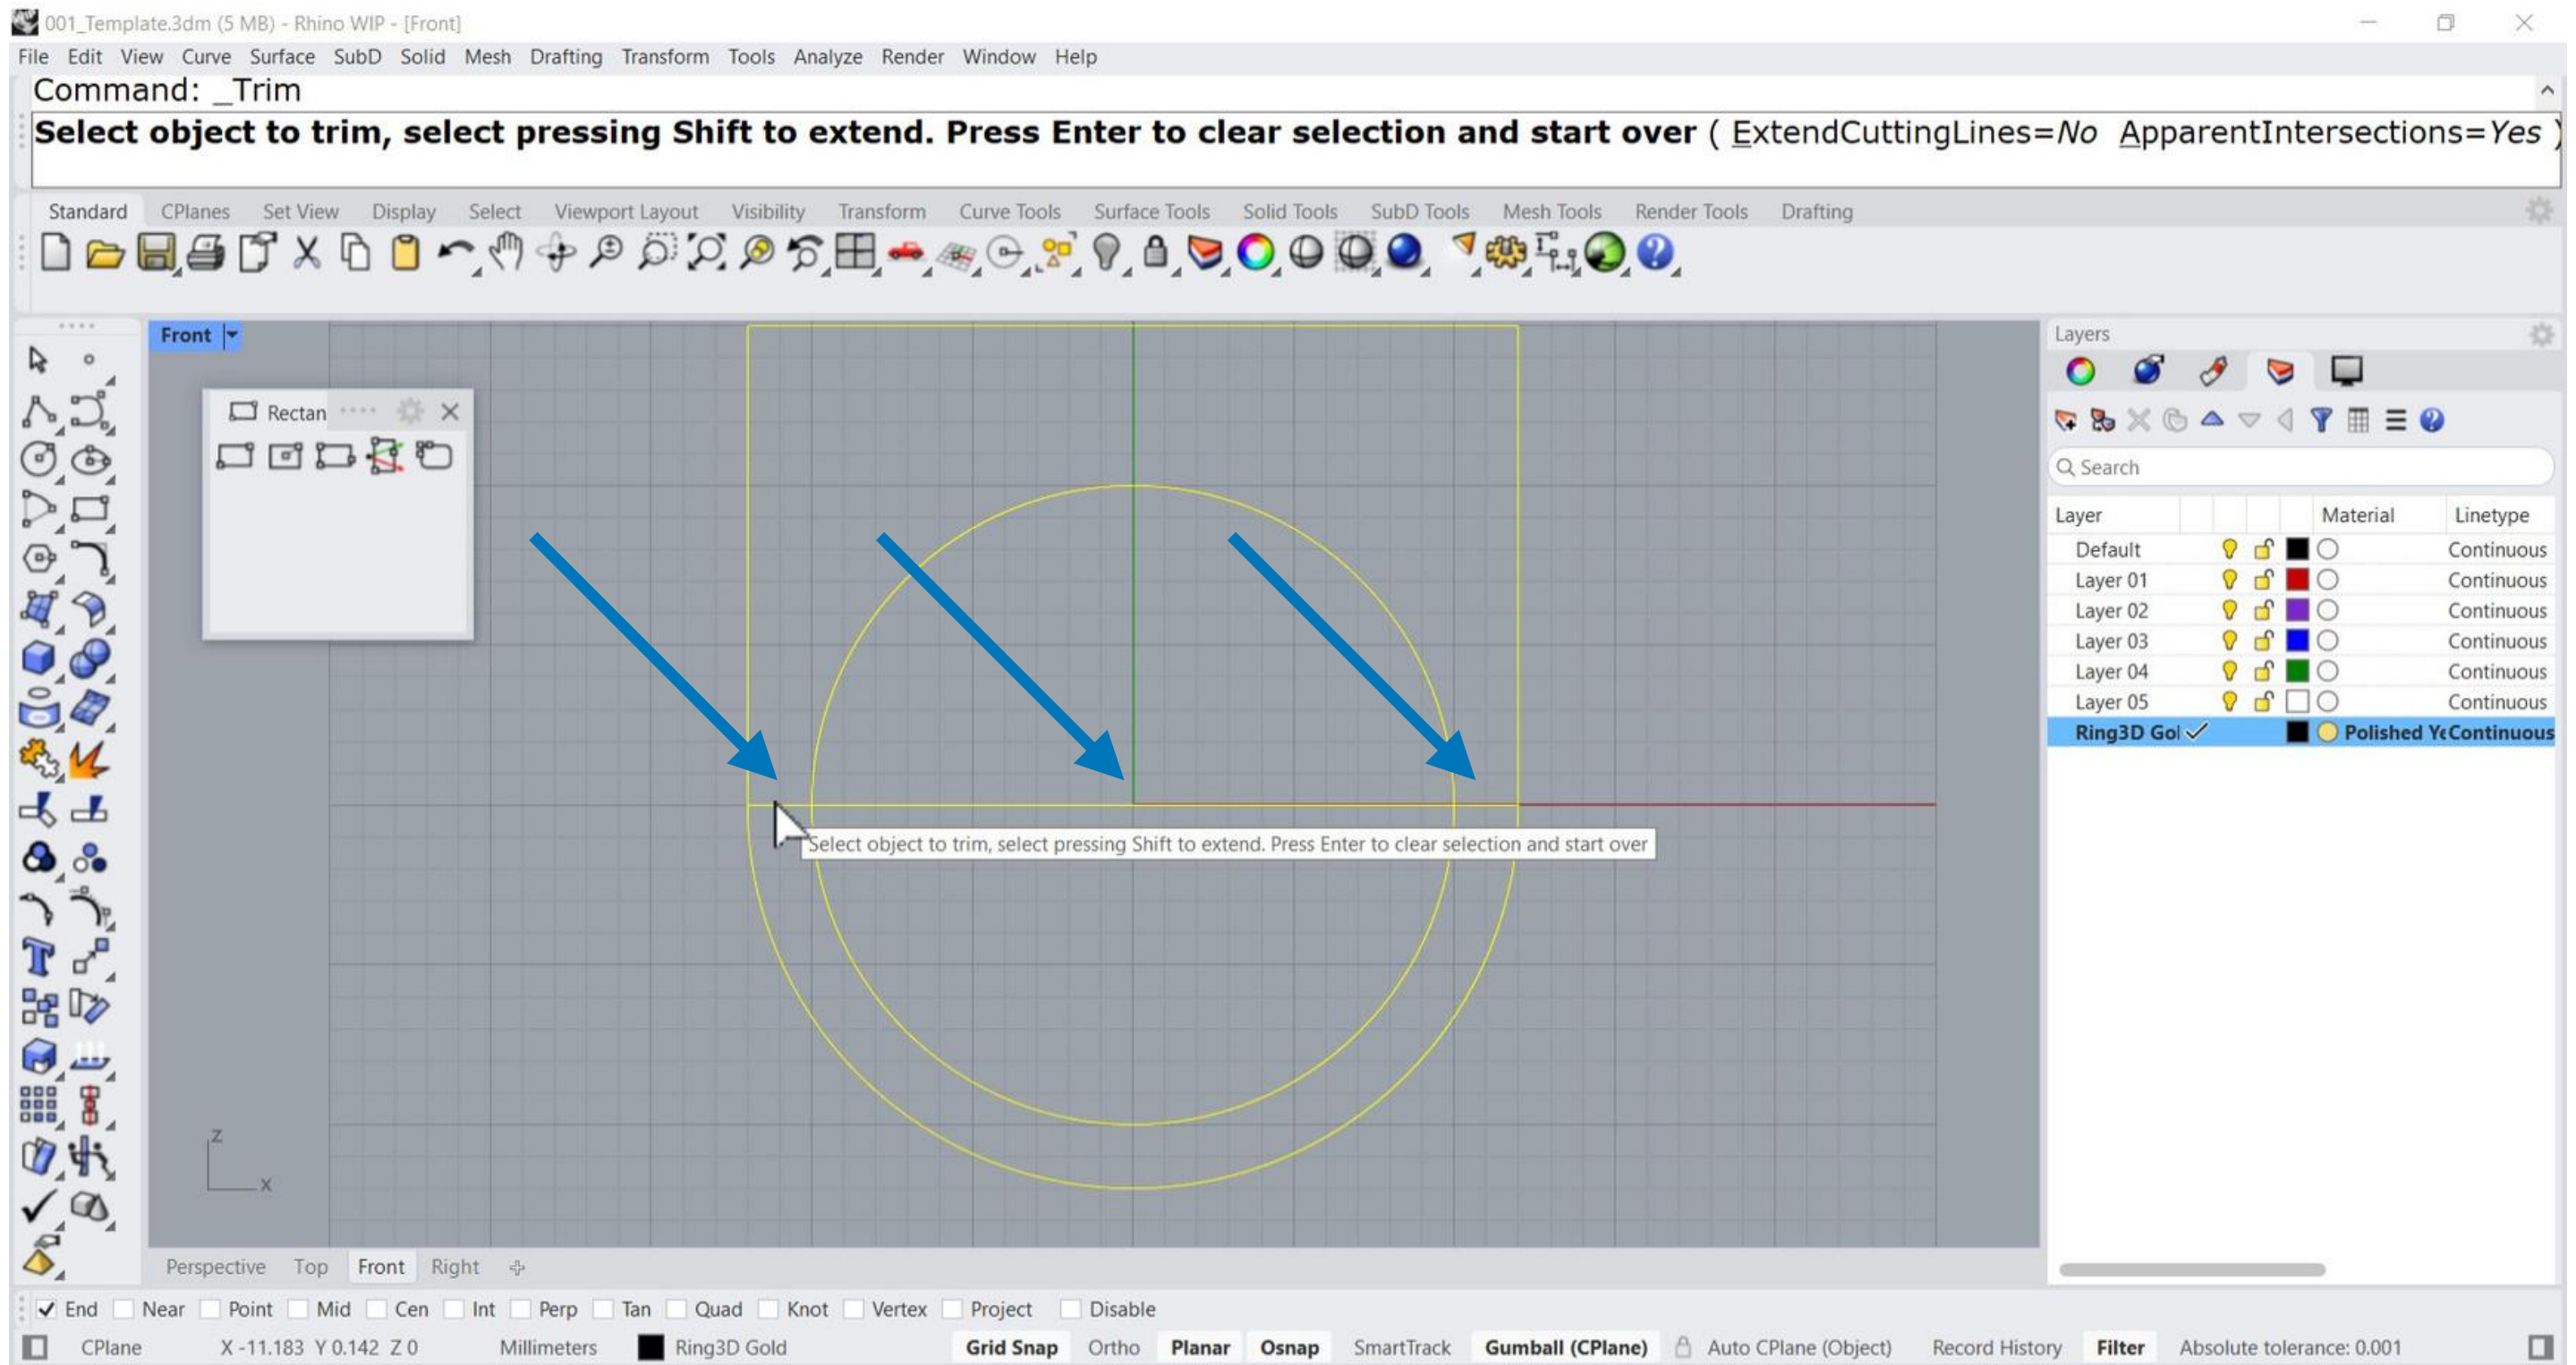 001_Template.3dm (5 MB) - Rhino WIP - [Front]
File Edit View Curve Surface SubD Solid Mesh Drafting Transform Tools Analyze Render Window Help
Command: _Trim
Select object to trim, select pressing Shift to extend. Press Enter to clear selection and start over ( ExtendCuttingLines=No ApparentIntersections=Yes )
Standard CPlanes Set View Display Select Viewport Layout Visibility Transform Curve Tools Surface Tools Solid Tools SubD Tools Mesh Tools Render Tools Drafting
Front
Rectan
Select object to trim, select pressing Shift to extend. Press Enter to clear selection and start over
z
x
Layers
Search
Layer Material Linetype
Default Continuous
Layer 01 Continuous
Layer 02 Continuous
Layer 03 Continuous
Layer 04 Continuous
Layer 05 Continuous
Ring3D Gol Polished Ye Continuous
Perspective Top Front Right
End Near Point Mid Cen Int Perp Tan Quad Knot Vertex Project Disable
CPlane X -11.183 Y 0.142 Z 0 Millimeters Ring3D Gold Grid Snap Ortho Planar Osnap SmartTrack Gumball (CPlane) Auto CPlane (Object) Record History Filter Absolute tolerance: 0.001